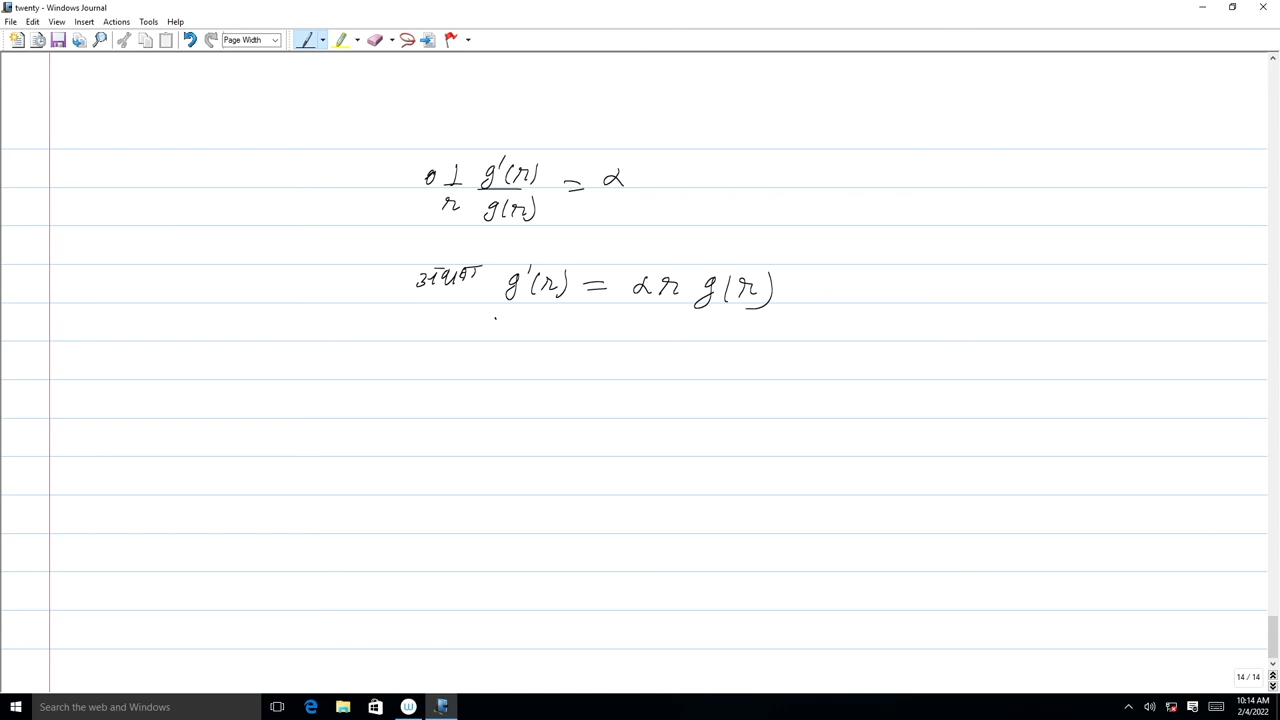 twenty - Windows Journal
File Edit View Insert Actions Tools Help
Page Width
1/r g'(r)/g(r) = α
अथवा g'(r) = α r g(r)
14 / 14
Search the web and Windows
10:14 AM
2/4/2022